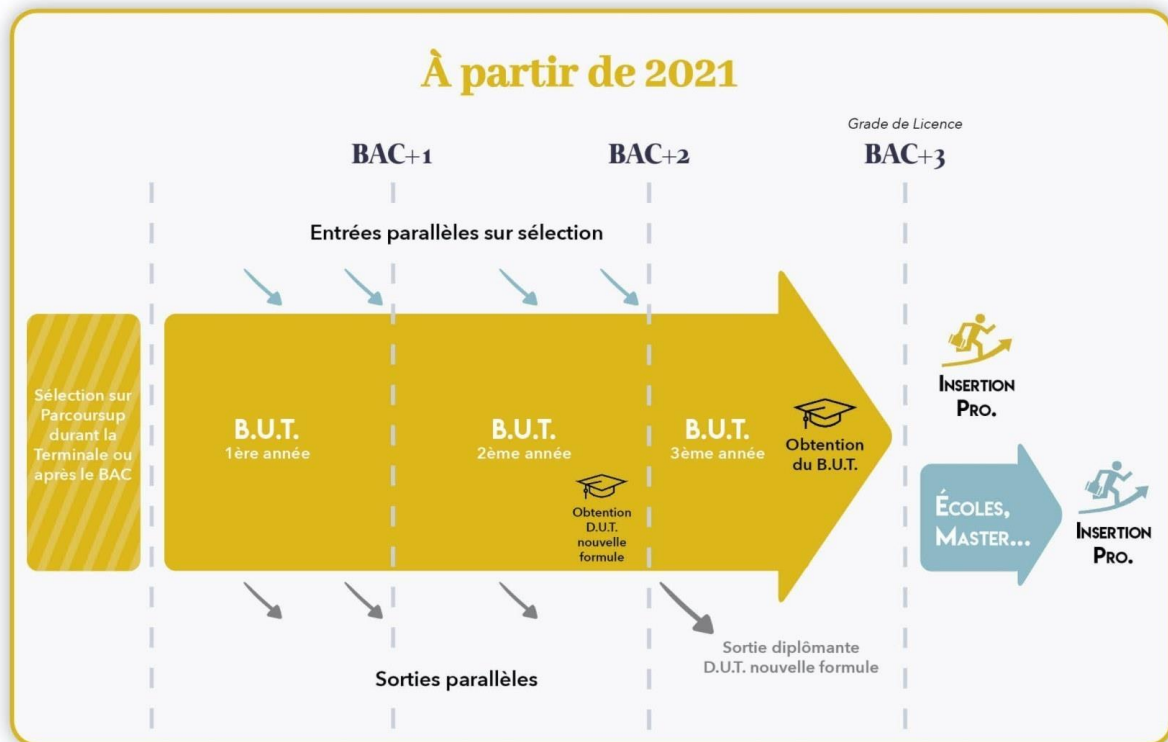 À partir de 2021
Grade de Licence
BAC+1
BAC+2
BAC+3
Entrées parallèles sur sélection
Sélection sur
Parcoursup
durant la
Terminale ou
après le BAC
B.U.T.
1ère année
B.U.T.
2ème année
Obtention
D.U.T.
nouvelle
formule
B.U.T.
3ème année
Obtention
du B.U.T.
INSERTION
PRO.
ÉCOLES,
MASTER...
INSERTION
PRO.
Sortie diplômante
D.U.T. nouvelle formule
Sorties parallèles